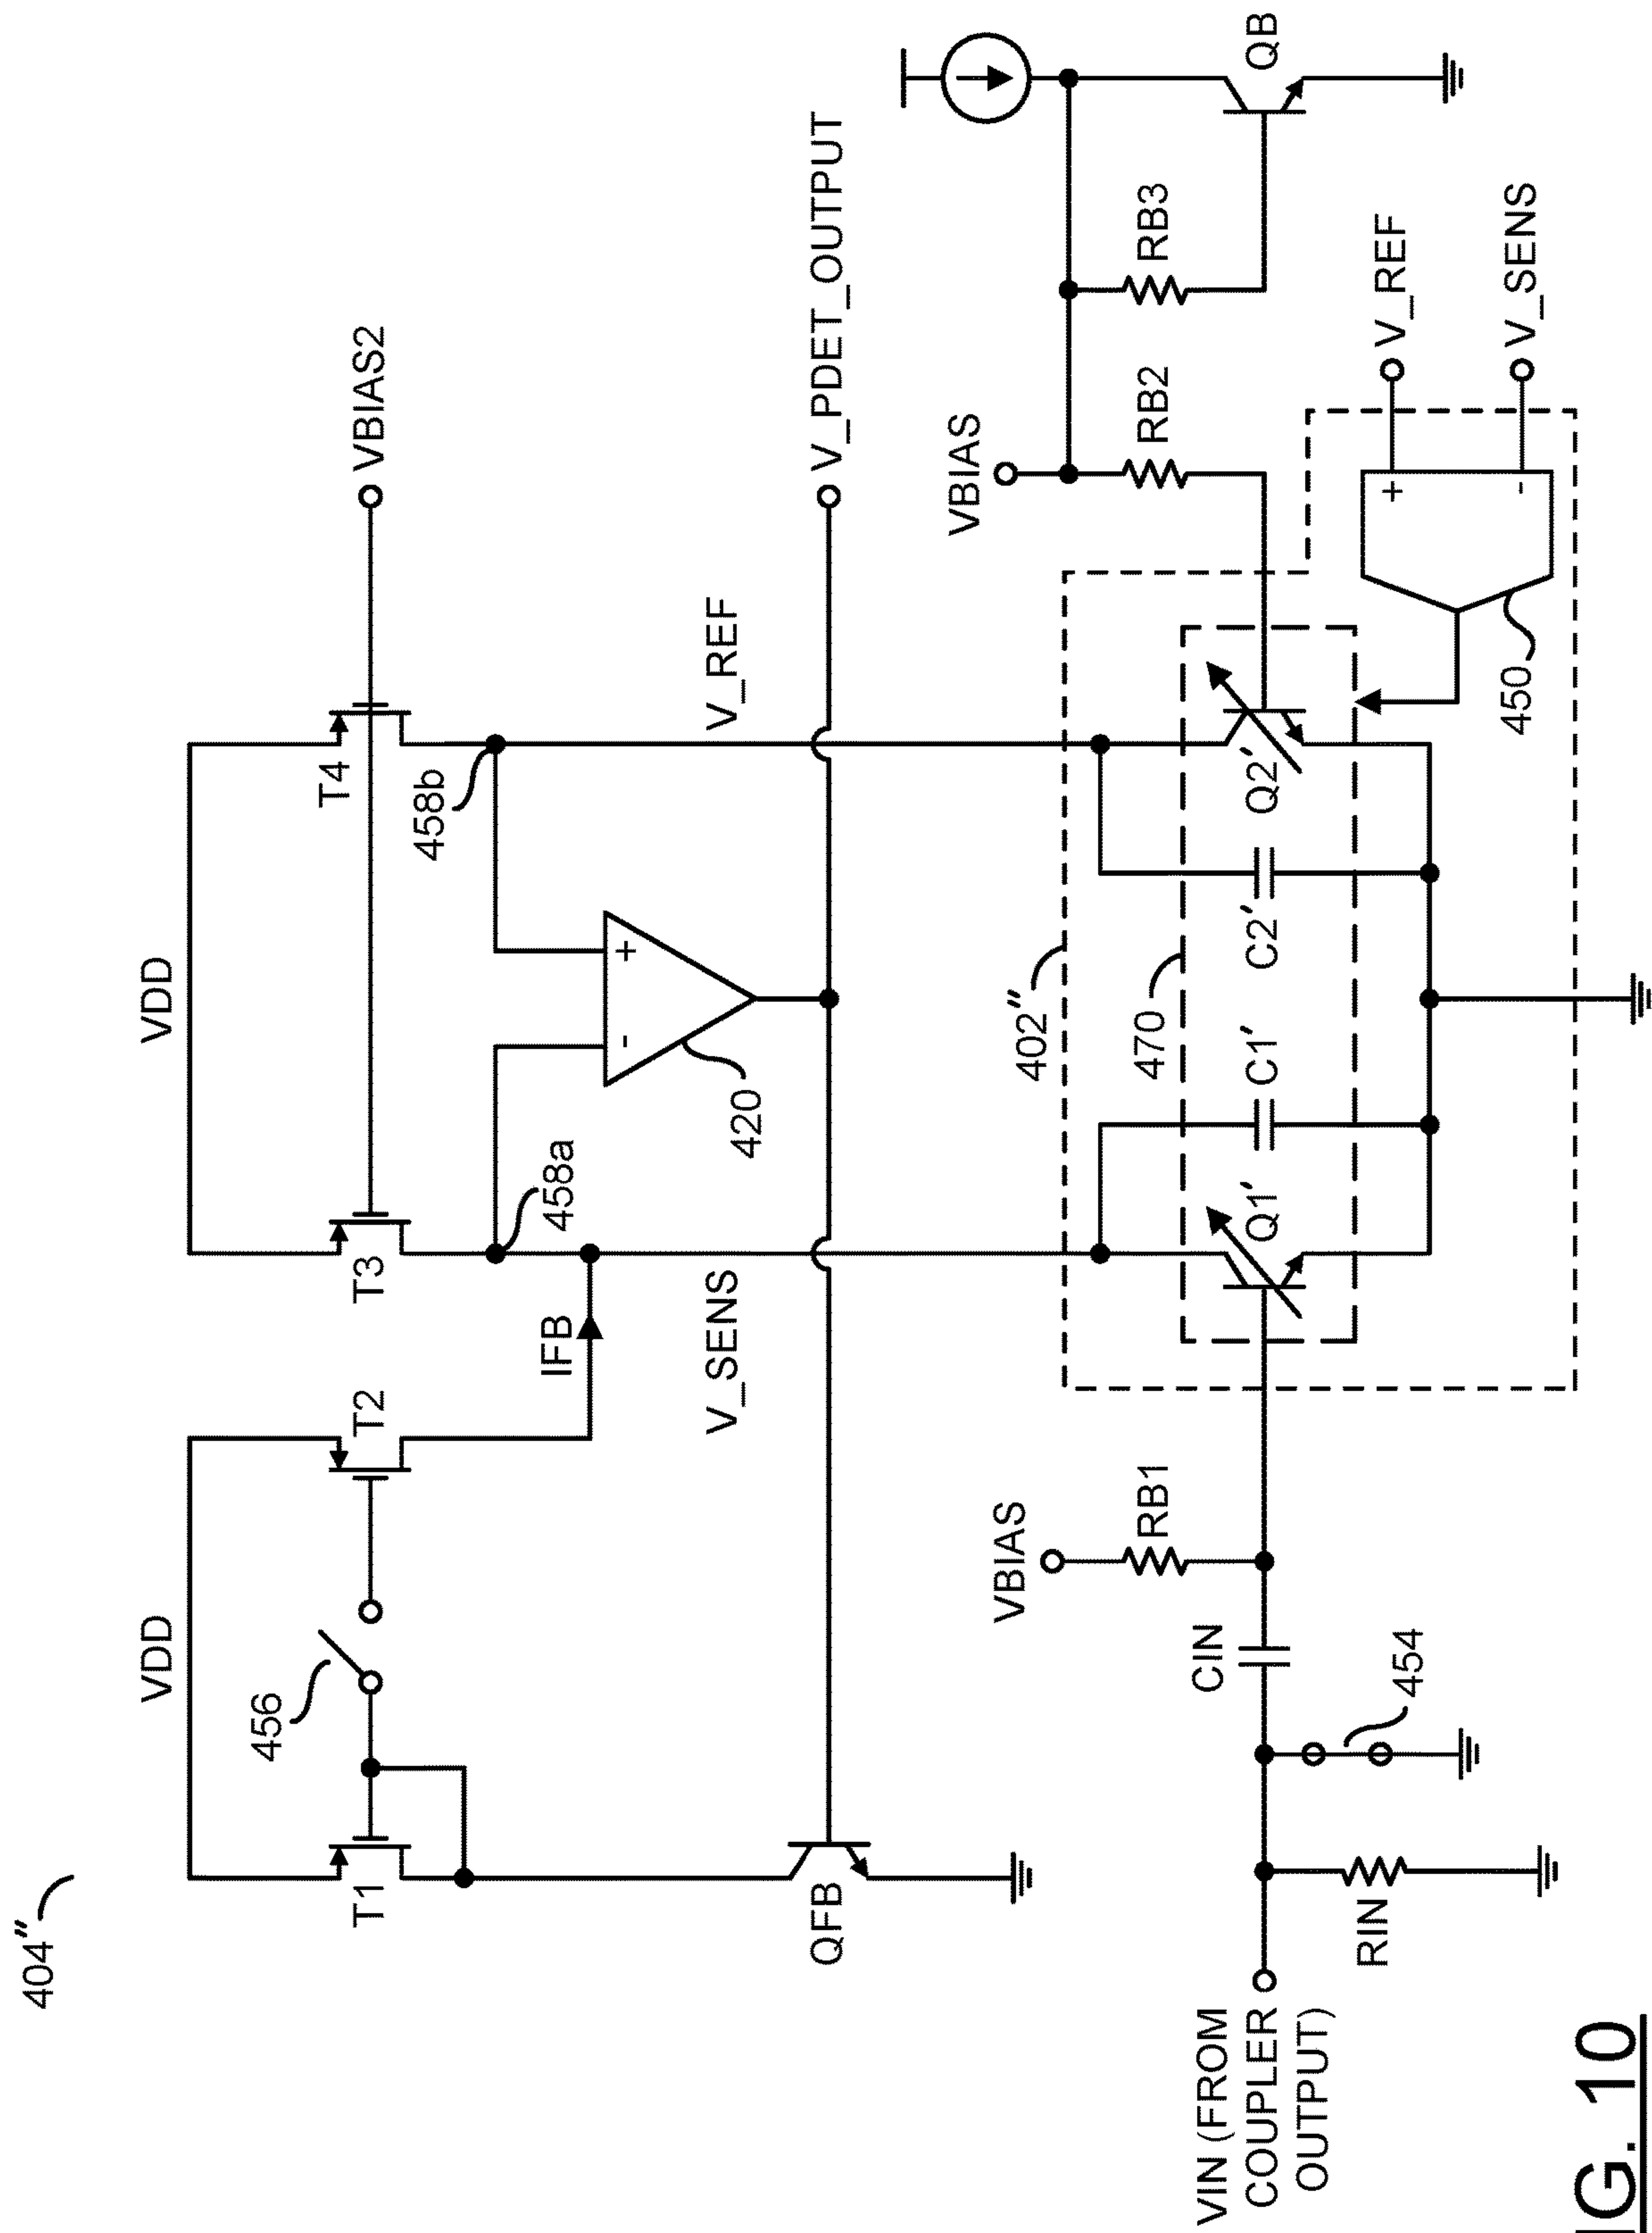 404″
VDD
VDD
T1
456
T2
T3
T4
VBIAS2
IFB
458a
458b
-
+
420
V_SENS
V_REF
QFB
V_PDET_OUTPUT
VBIAS
RB1
402″
470
VBIAS
RB2
RB3
QB
VIN (FROM
COUPLER
OUTPUT)
RIN
CIN
454
Q1′
C1′
C2′
Q2′
450
+
-
V_REF
V_SENS
IG. 10